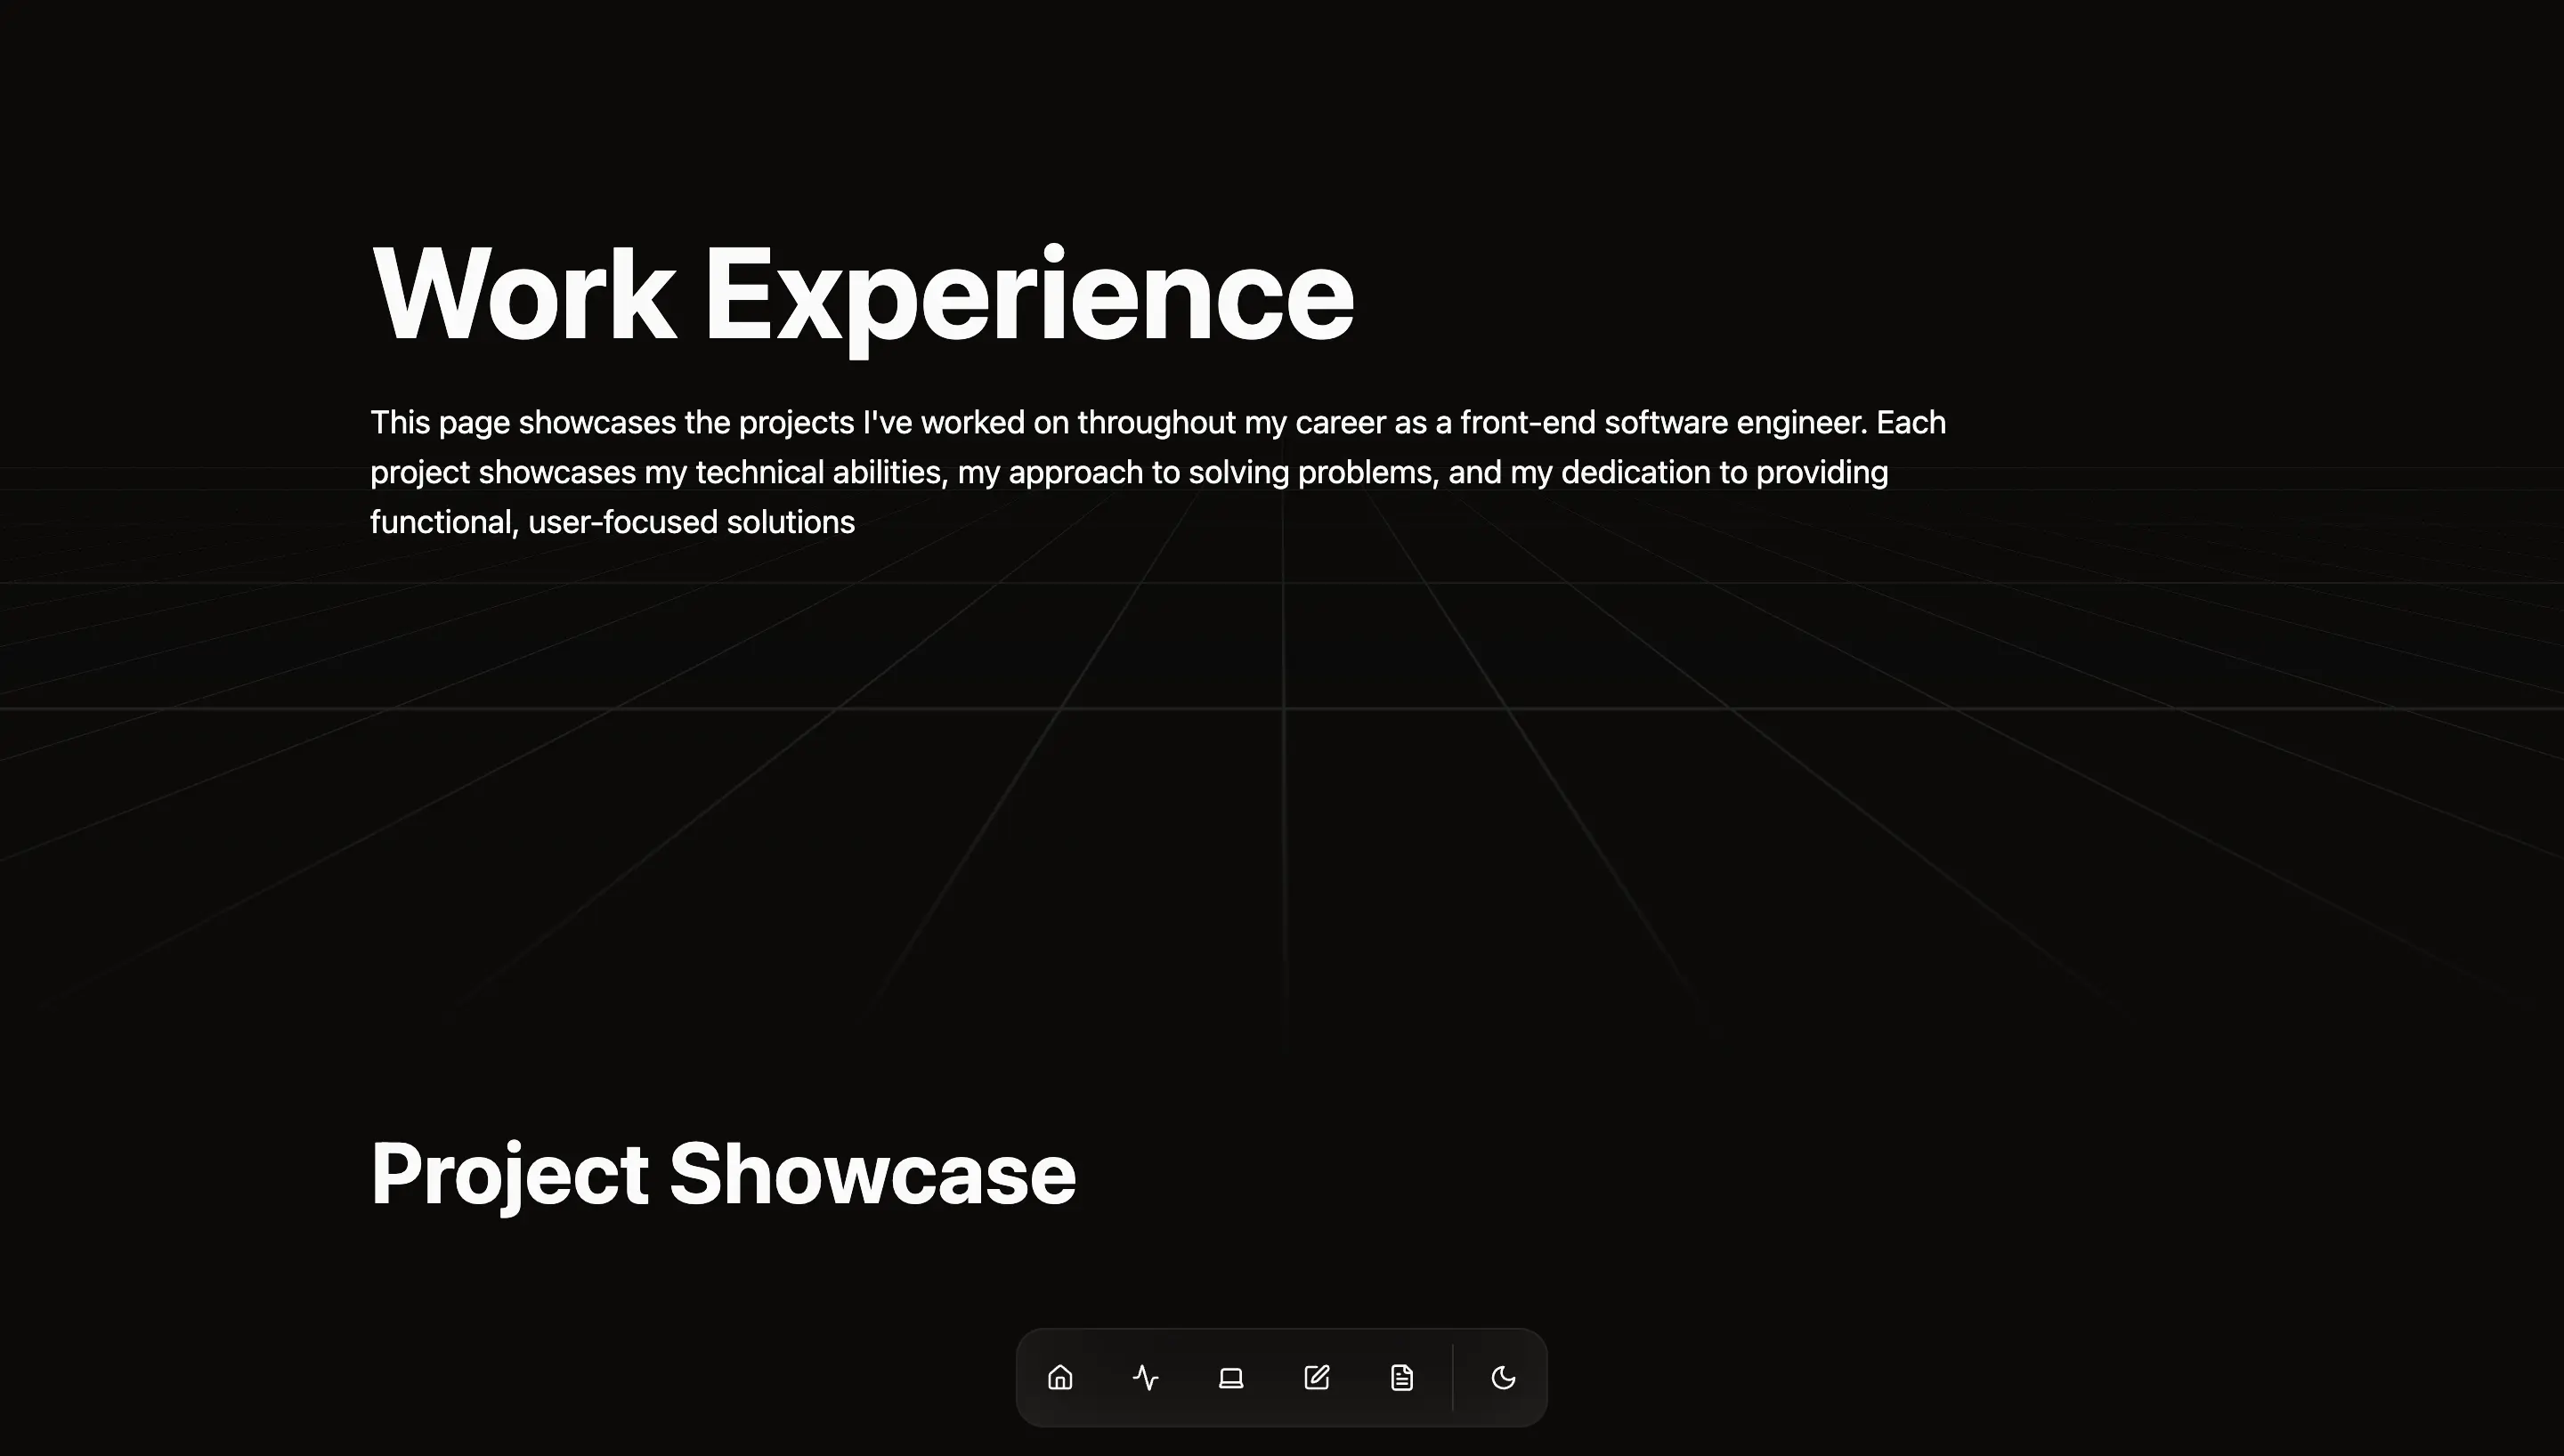 Work Experience
This page showcases the projects I've worked on throughout my career as a front-end software engineer. Each
project showcases my technical abilities, my approach to solving problems, and my dedication to providing
functional, user-focused solutions
Project Showcase